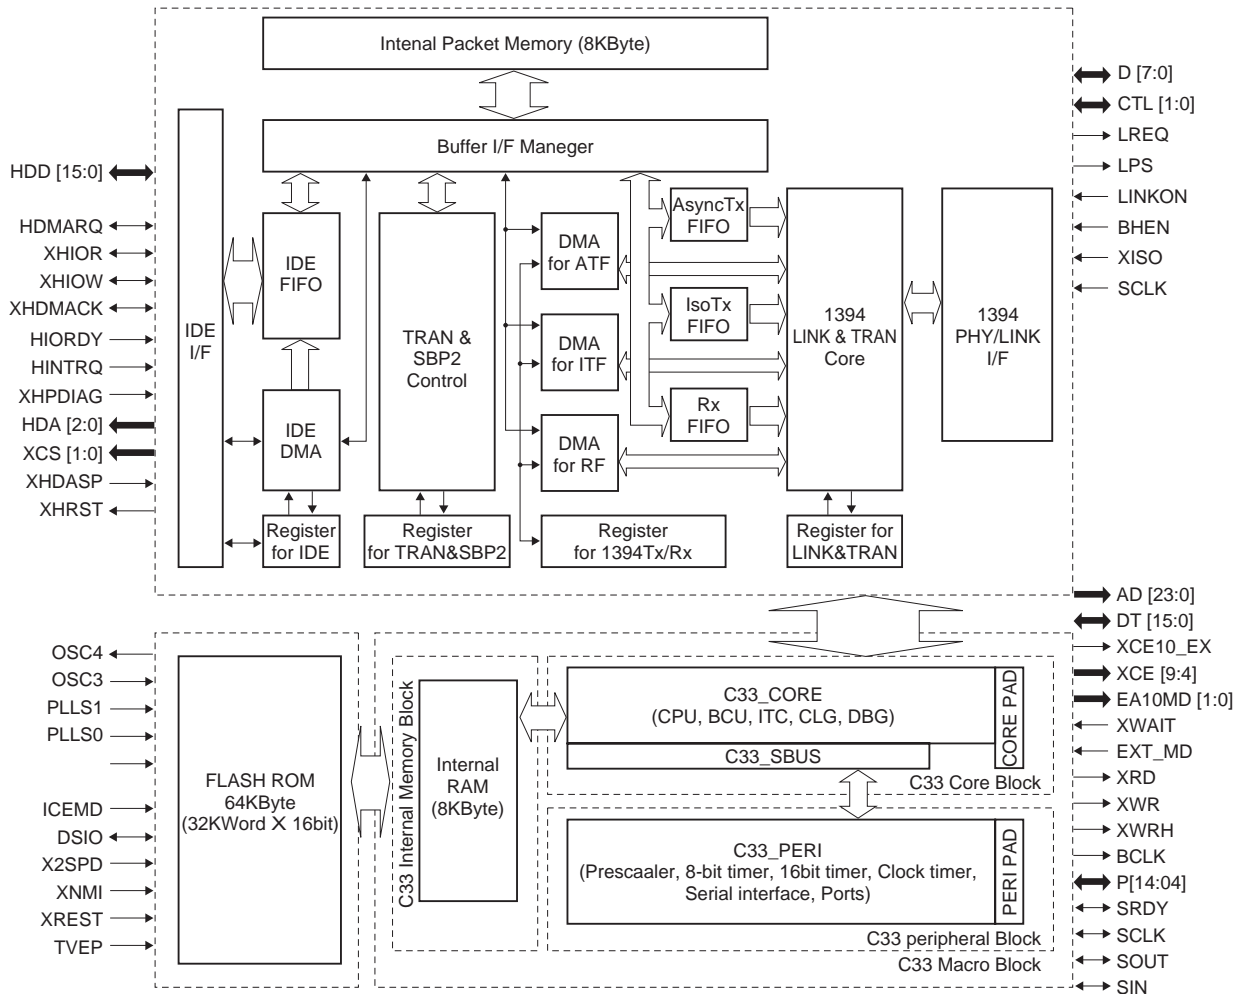 Intenal Packet Memory (8KByte)
Buffer I/F Maneger
HDD [15:0]
HDMARQ
XHIOR
XHIOW
XHDMACK
HIORDY
HINTRQ
XHPDIAG
HDA [2:0]
XCS [1:0]
XHDASP
XHRST
IDE
I/F
IDE
FIFO
IDE
DMA
Register
for IDE
TRAN &
SBP2
Control
Register
for TRAN&SBP2
DMA
for ATF
DMA
for ITF
DMA
for RF
Register
for 1394Tx/Rx
AsyncTx
FIFO
IsoTx
FIFO
Rx
FIFO
1394
LINK & TRAN
Core
Register for
LINK&TRAN
1394
PHY/LINK
I/F
D [7:0]
CTL [1:0]
LREQ
LPS
LINKON
BHEN
XISO
SCLK
OSC4
OSC3
PLLS1
PLLS0
ICEMD
DSIO
X2SPD
XNMI
XREST
TVEP
FLASH ROM
64KByte
(32KWord X 16bit)
C33 Internal Memory Block
Internal
RAM
(8KByte)
C33_CORE
(CPU, BCU, ITC, CLG, DBG)
CORE PAD
C33_SBUS
C33 Core Block
C33_PERI
(Prescaaler, 8-bit timer, 16bit timer, Clock timer,
Serial interface, Ports)
PERI PAD
C33 peripheral Block
C33 Macro Block
AD [23:0]
DT [15:0]
XCE10_EX
XCE [9:4]
EA10MD [1:0]
XWAIT
EXT_MD
XRD
XWR
XWRH
BCLK
P[14:04]
SRDY
SCLK
SOUT
SIN